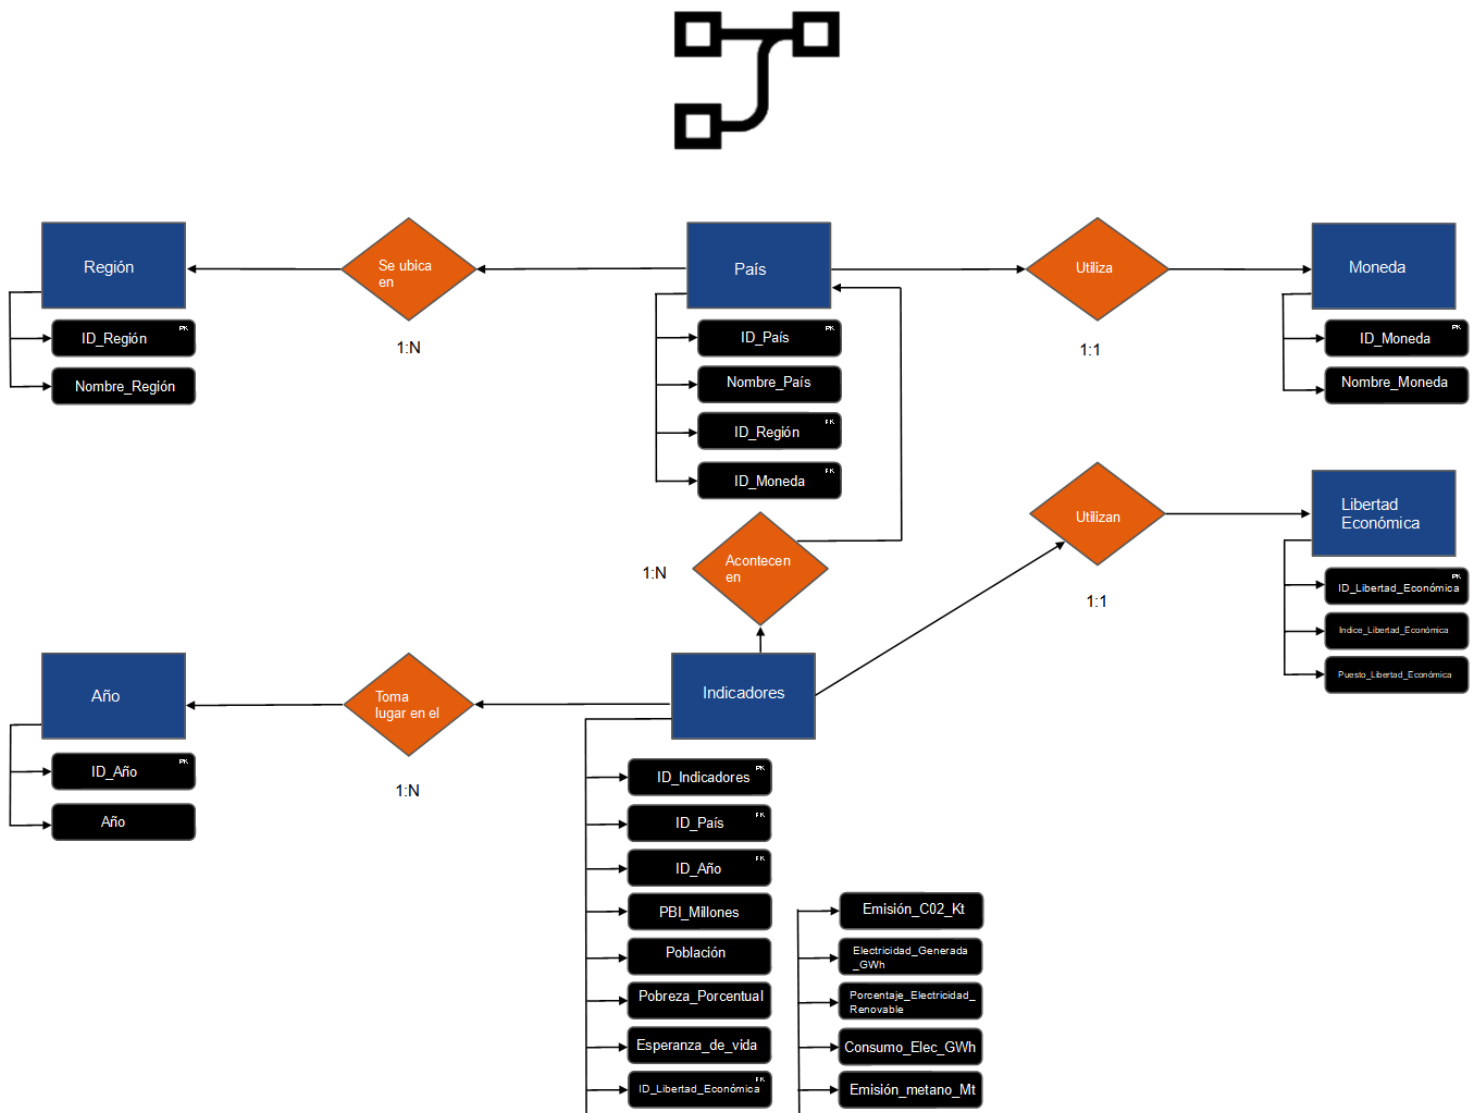 Región
Se ubica
en
País
Utiliza
Moneda
ID_Región PK
Nombre_Región
1:N
ID_País PK
Nombre_País
ID_Región FK
ID_Moneda FK
1:1
ID_Moneda PK
Nombre_Moneda
Acontecen
en
1:N
Utilizan
1:1
Libertad
Económica
ID_Libertad_Económica PK
Indice_Libertad_Económica
Puesto_Libertad_Económica
Año
Toma
lugar en el
Indicadores
ID_Año PK
Año
1:N
ID_Indicadores PK
ID_País FK
ID_Año FK
PBI_Millones
Población
Pobreza_Porcentual
Esperanza_de_vida
ID_Libertad_Económica FK
Emisión_C02_Kt
Electricidad_Generada
_GWh
Porcentaje_Electricidad_
Renovable
Consumo_Elec_GWh
Emisión_metano_Mt